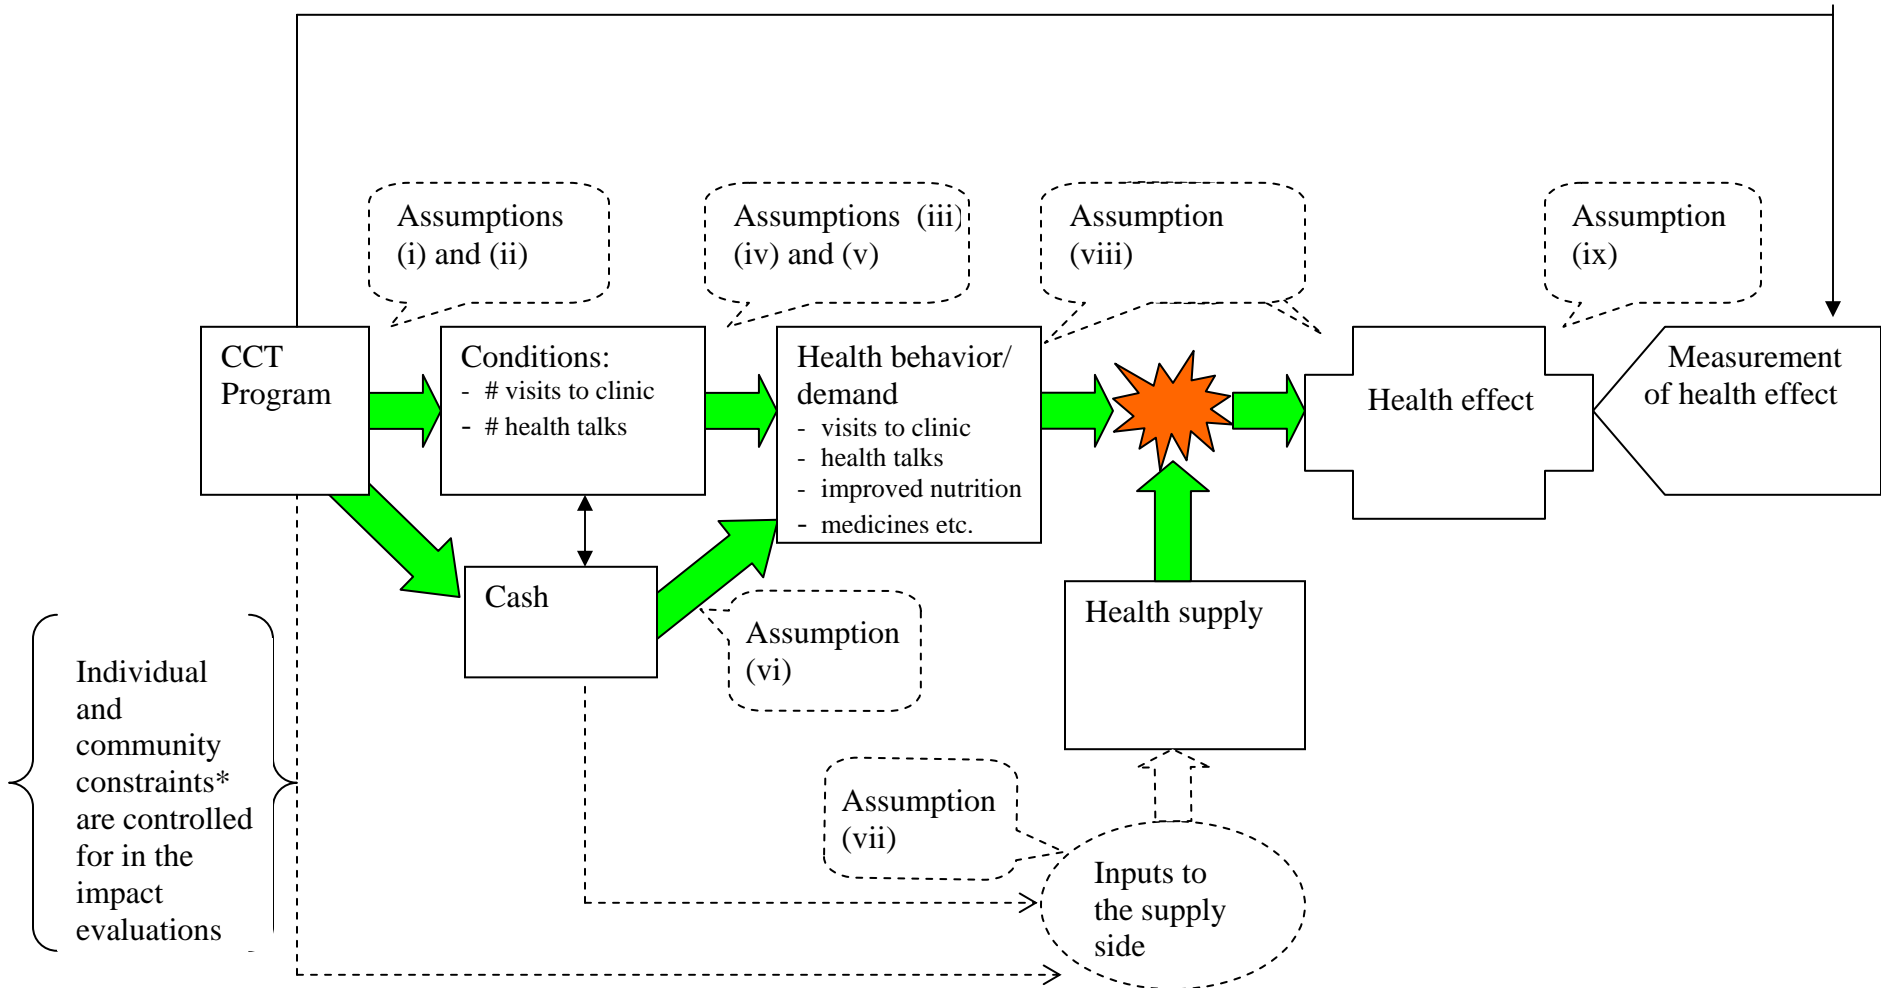 Assumptions
(i) and (ii)
Assumptions (iii)
(iv) and (v)
Assumption
(viii)
Assumption
(ix)
CCT
Program
Conditions:
- # visits to clinic
- # health talks
Health behavior/
demand
- visits to clinic
- health talks
- improved nutrition
- medicines etc.
Health effect
Measurement
of health effect
Cash
Assumption
(vi)
Health supply
Individual
and
community
constraints*
are controlled
for in the
impact
evaluations
Assumption
(vii)
Inputs to
the supply
side